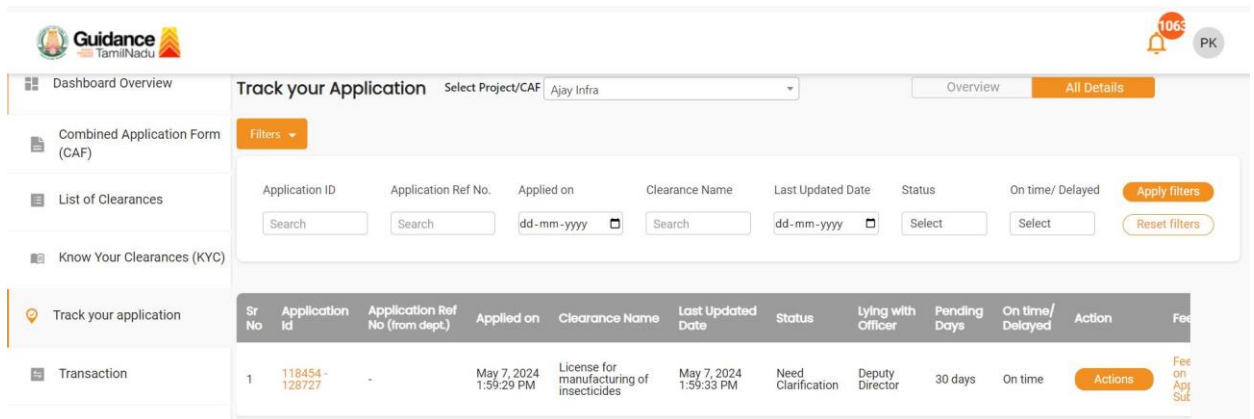 Guidance
TamilNadu
1063
PK
Dashboard Overview
Track your Application Select Project/CAF Ajay Infra Overview All Details
Combined Application Form
(CAF)
Filters
List of Clearances
Application ID Application Ref No. Applied on Clearance Name Last Updated Date Status On time/ Delayed Apply filters
Search Search dd-mm-yyyy Search dd-mm-yyyy Select Select Reset filters
Know Your Clearances (KYC)
Track your application
Sr
No
Application
Id
Application Ref
No (from dept.)
Applied on
Clearance Name
Last Updated
Date
Status
Lying with
Officer
Pending
Days
On time/
Delayed
Action
Fee
Transaction
1
118454 -
128727
-
May 7, 2024
1:59:29 PM
License for
manufacturing of
insecticides
May 7, 2024
1:59:33 PM
Need
Clarification
Deputy
Director
30 days
On time
Actions
Fee
on
App
Sub